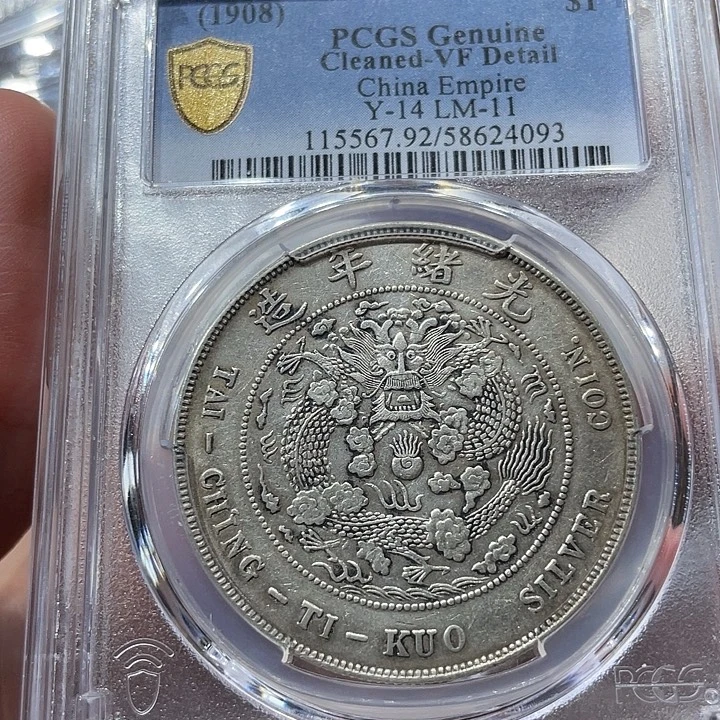 (1908) $1
PCGS Genuine
Cleaned-VF Detail
China Empire
Y-14 LM-11
115567.92/58624093
PCGS
造年緒光
TAI-CHING-TI-KUO SILVER COIN.
PCGS